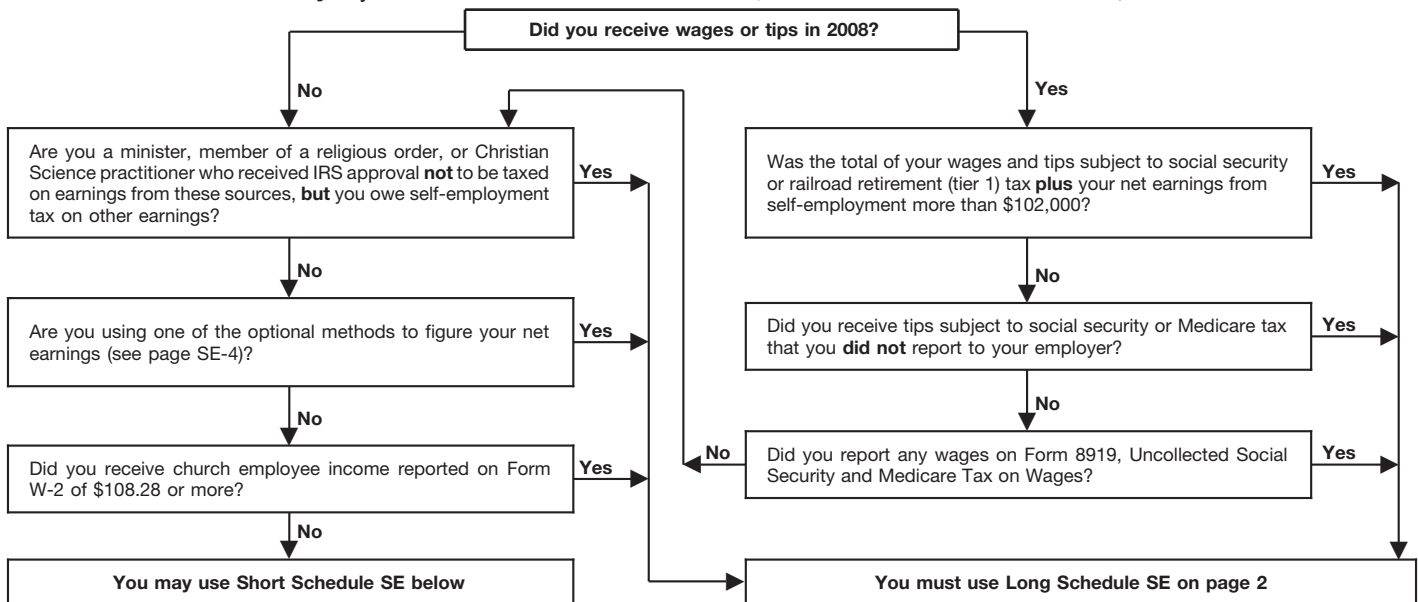 Did you receive wages or tips in 2008?
No
Yes
Are you a minister, member of a religious order, or Christian
Science practitioner who received IRS approval not to be taxed
on earnings from these sources, but you owe self-employment
tax on other earnings?
Yes
Was the total of your wages and tips subject to social security
or railroad retirement (tier 1) tax plus your net earnings from
self-employment more than $102,000?
Yes
No
No
Are you using one of the optional methods to figure your net
earnings (see page SE-4)?
Yes
Did you receive tips subject to social security or Medicare tax
that you did not report to your employer?
Yes
No
No
Did you receive church employee income reported on Form
W-2 of $108.28 or more?
Yes
No
Did you report any wages on Form 8919, Uncollected Social
Security and Medicare Tax on Wages?
Yes
No
You may use Short Schedule SE below
You must use Long Schedule SE on page 2